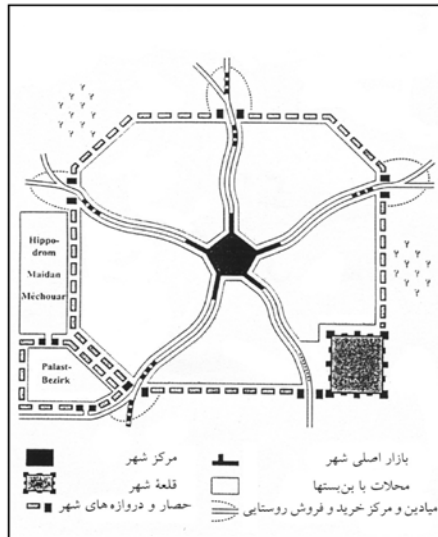 Hippo-
drom
Maidan
Méchouar
Palast-
Bezirk
مرکز شهر
بازار اصلی شهر
قلعة شهر
محلات با بن‌بستها
حصار و دروازه های شهر
میادین و مرکز خرید و فروش روستایی